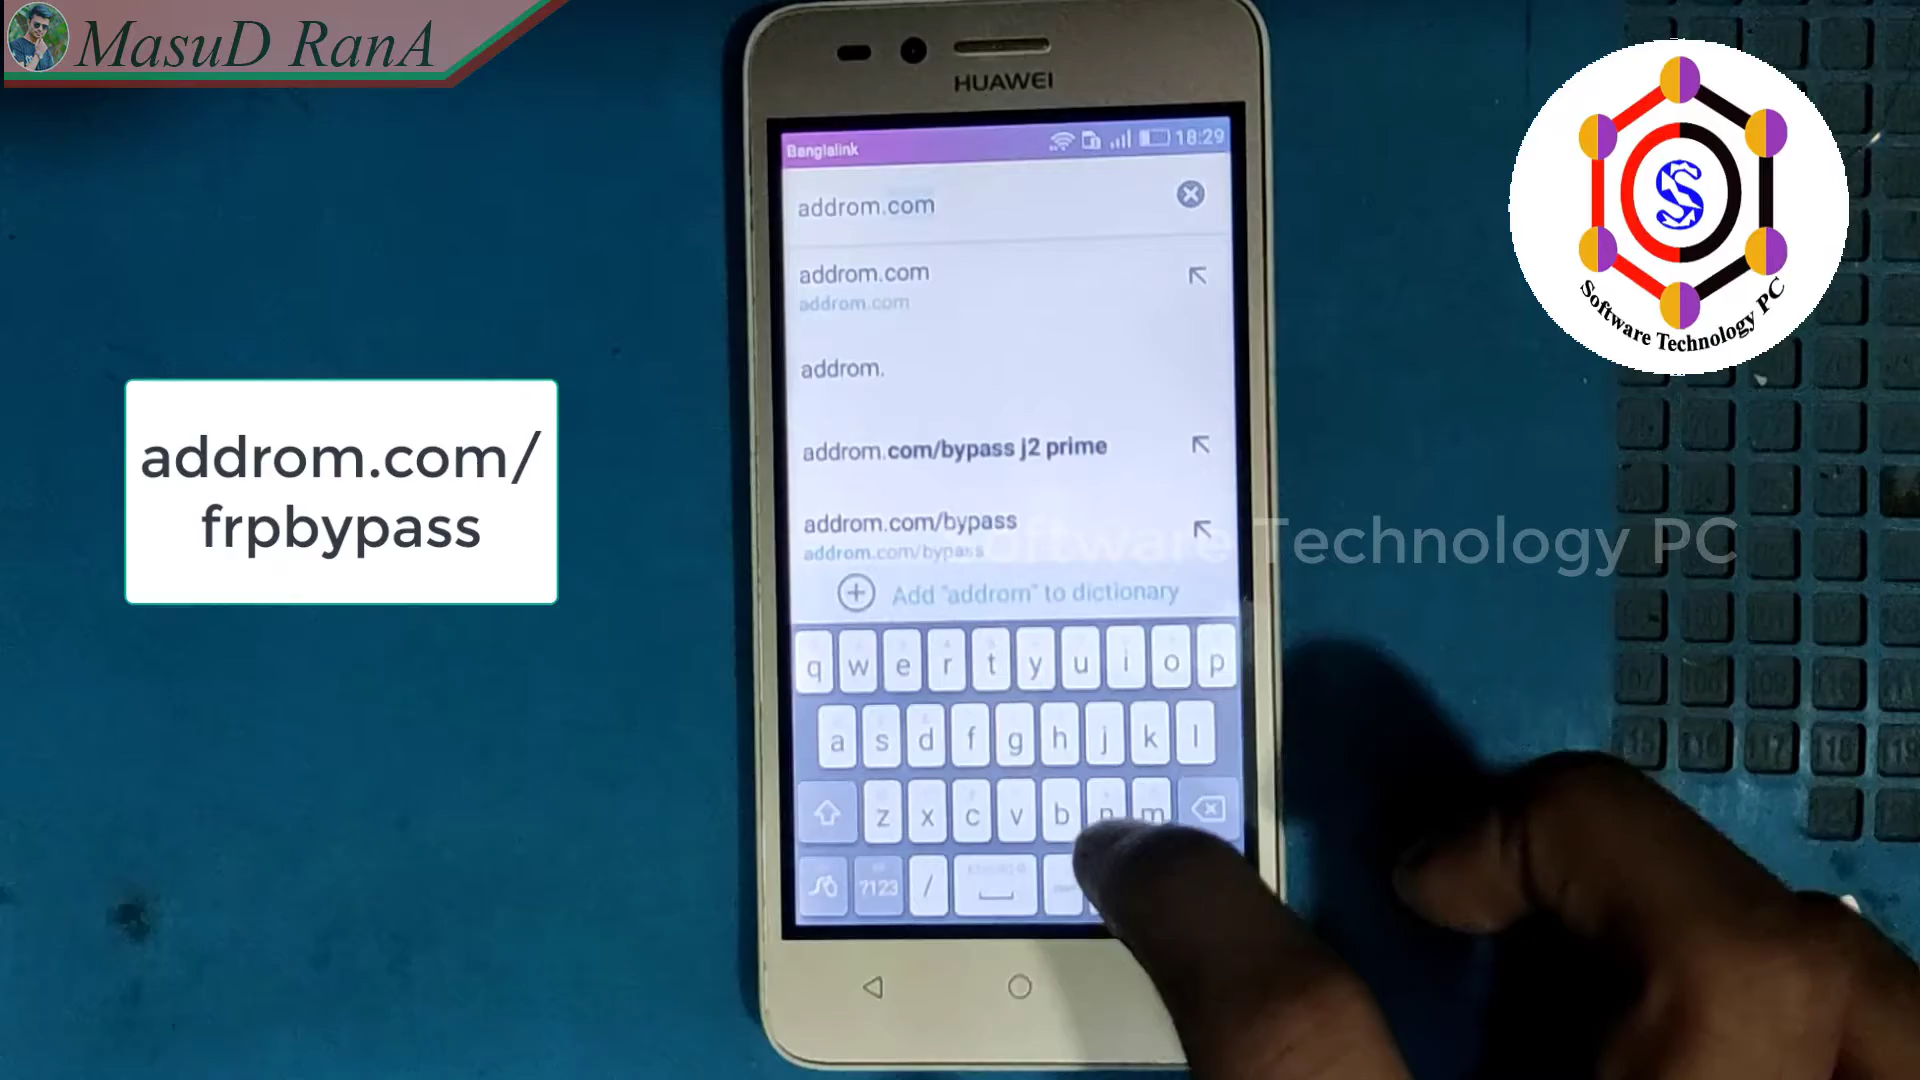 MasuD RanA
HUAWEI
Banglalink
18:29
addrom.com
addrom.com
addrom.com
addrom.
addrom.com/bypass j2 prime
addrom.com/bypass
addrom.com/bypass
Add "addrom" to dictionary
q w e r t y u i o p
a s d f g h j k l
z x c v b n m
?123 /
addrom.com/
frpbypass
Software Technology PC
S
Software Technology PC